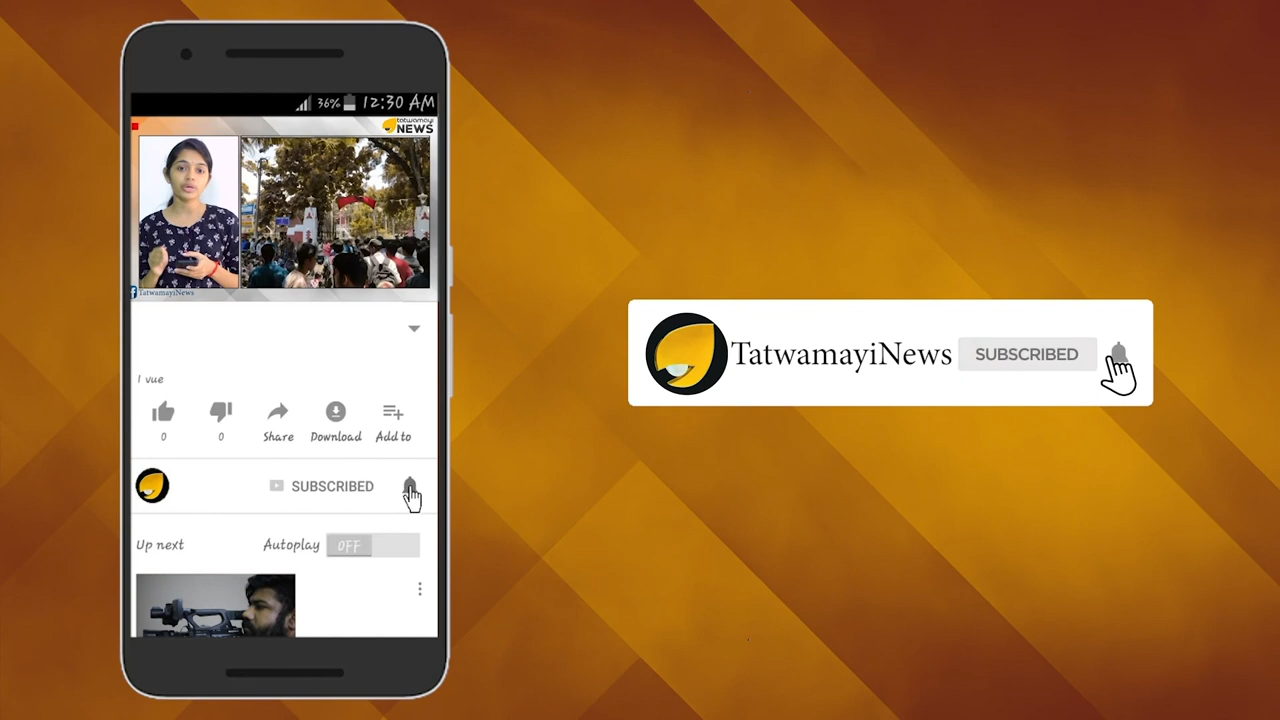 36% 12:30 AM
tatwamayi
NEWS
TatwamayiNews
1 vue
0 0 Share Download Add to
SUBSCRIBED
Up next Autoplay OFF
TatwamayiNews SUBSCRIBED